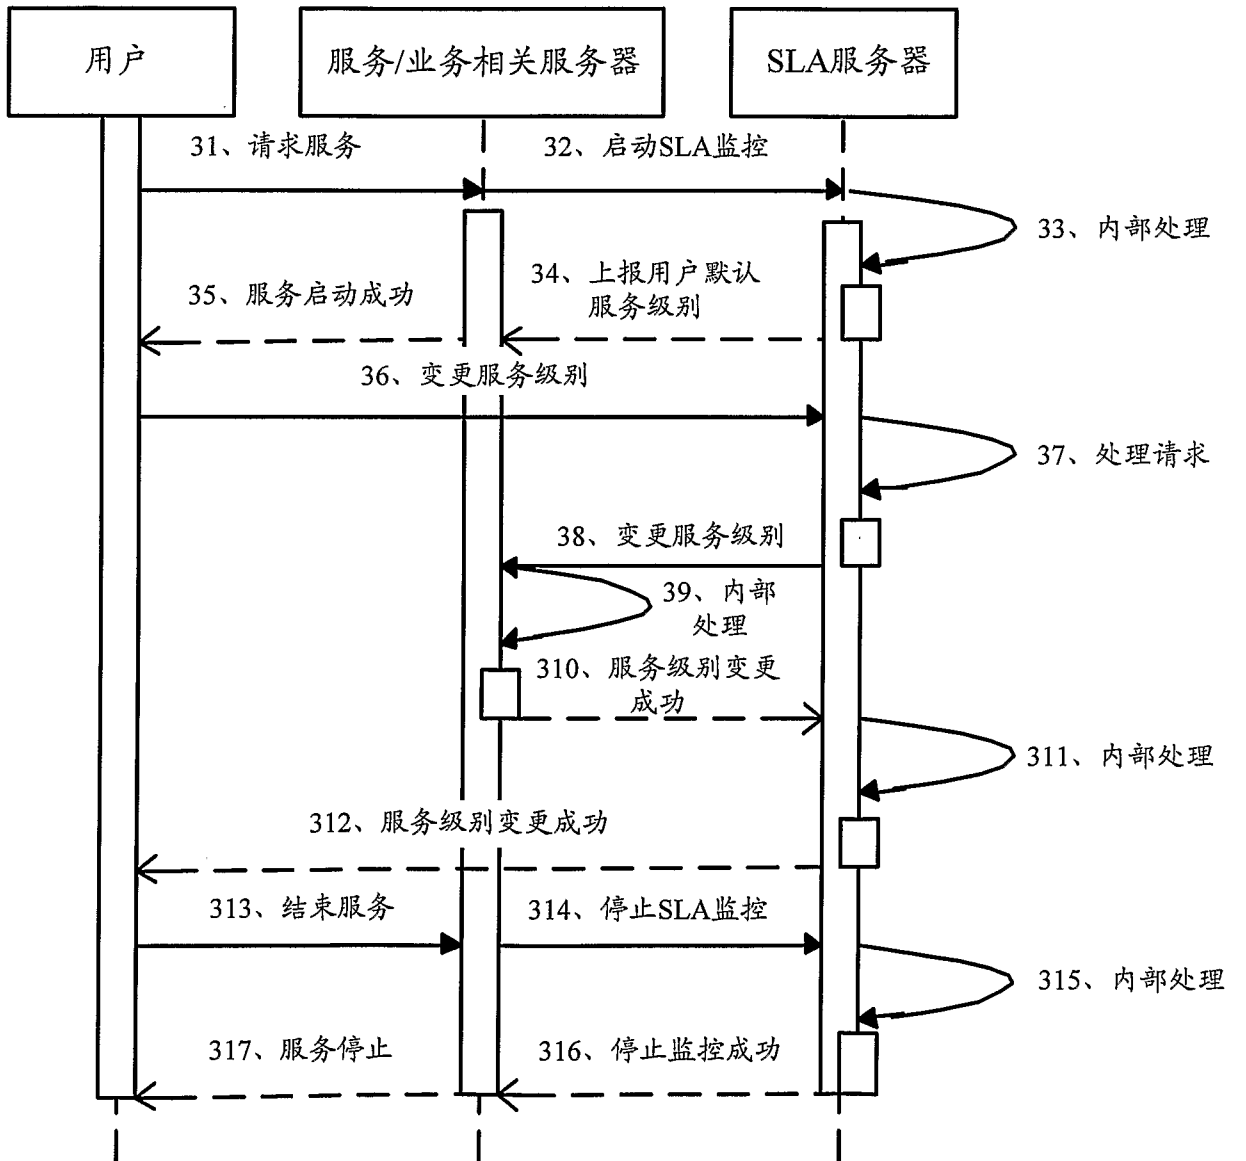 用户
服务/业务相关服务器
SLA服务器
31、请求服务
32、启动SLA监控
33、内部处理
34、上报用户默认
服务级别
35、服务启动成功
36、变更服务级别
37、处理请求
38、变更服务级别
39、内部
处理
310、服务级别变更
成功
311、内部处理
312、服务级别变更成功
313、结束服务
314、停止SLA监控
315、内部处理
316、停止监控成功
317、服务停止